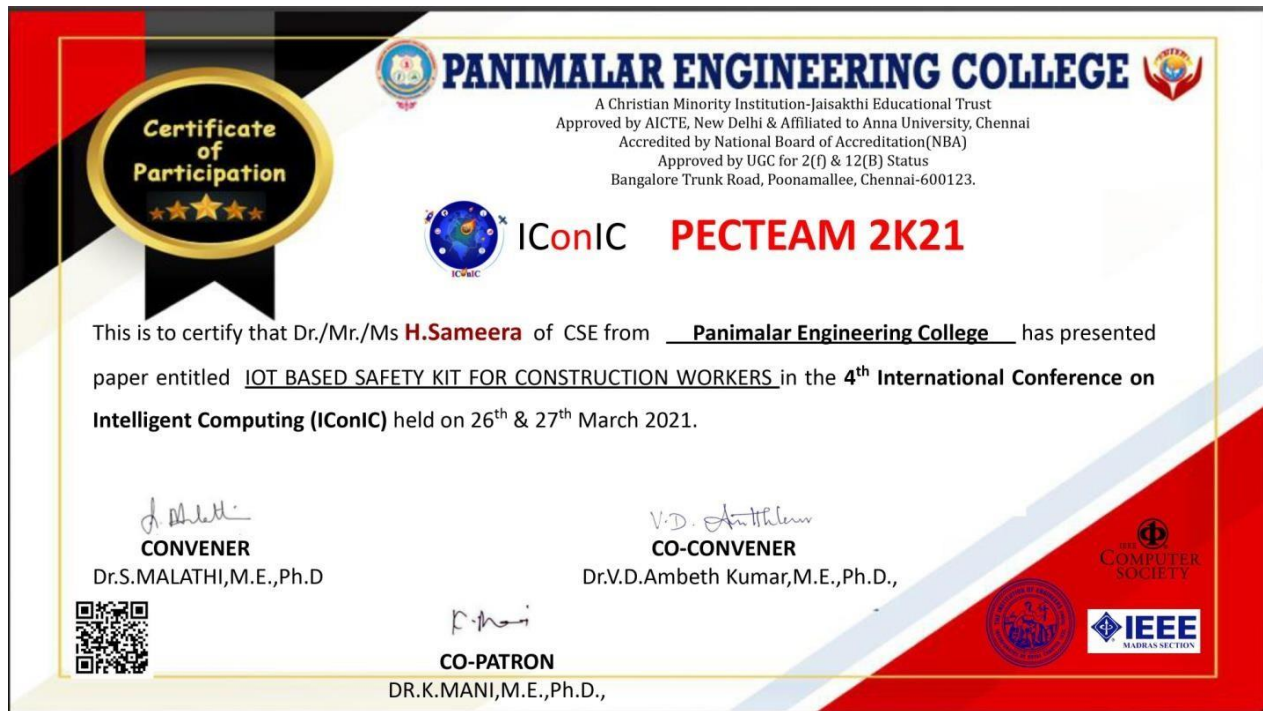 PANIMALAR ENGINEERING COLLEGE
A Christian Minority Institution-Jaisakthi Educational Trust
Approved by AICTE, New Delhi & Affiliated to Anna University, Chennai
Accredited by National Board of Accreditation(NBA)
Approved by UGC for 2(f) & 12(B) Status
Bangalore Trunk Road, Poonamallee, Chennai-600123.
Certificate
of
Participation
IConIC
IConIC PECTEAM 2K21
This is to certify that Dr./Mr./Ms H.Sameera of CSE from Panimalar Engineering College has presented
paper entitled IOT BASED SAFETY KIT FOR CONSTRUCTION WORKERS in the 4th International Conference on
Intelligent Computing (IConIC) held on 26th & 27th March 2021.
CONVENER
Dr.S.MALATHI,M.E.,Ph.D
V.D.
CO-CONVENER
Dr.V.D.Ambeth Kumar,M.E.,Ph.D.,
K.Mani
CO-PATRON
DR.K.MANI,M.E.,Ph.D.,
IEEE
COMPUTER
SOCIETY
IEEE
MADRAS SECTION